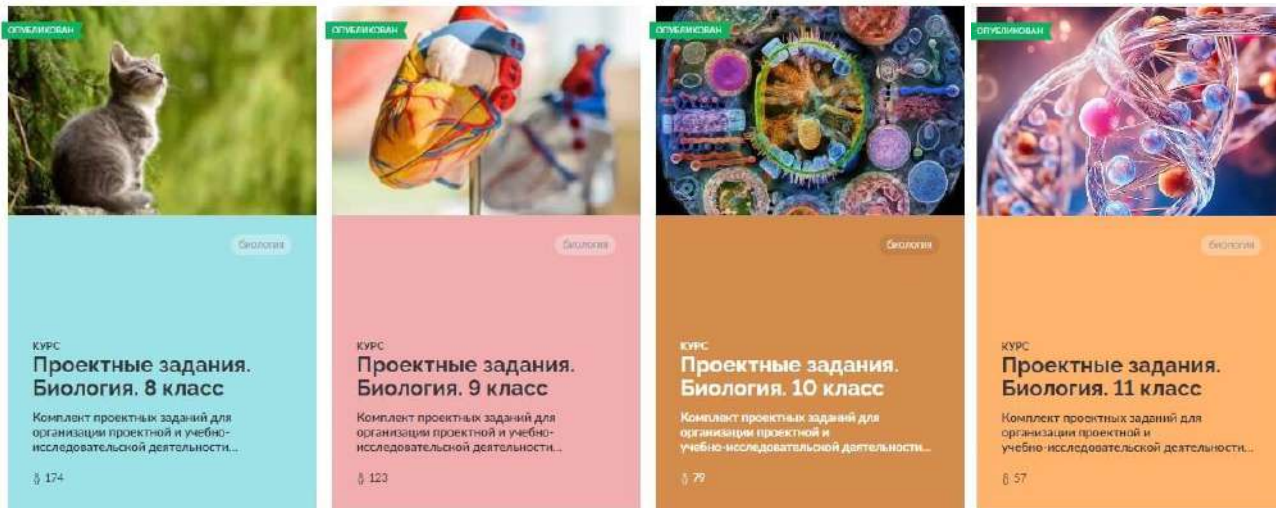 ОПУБЛИКОВАН
биология
КУРС
Проектные задания.
Биология. 8 класс
Комплект проектных заданий для
организации проектной и учебно-
исследовательской деятельности...
174
ОПУБЛИКОВАН
биология
КУРС
Проектные задания.
Биология. 9 класс
Комплект проектных заданий для
организации проектной и учебно-
исследовательской деятельности...
123
ОПУБЛИКОВАН
биология
КУРС
Проектные задания.
Биология. 10 класс
Комплект проектных заданий для
организации проектной и
учебно-исследовательской деятельности...
79
ОПУБЛИКОВАН
биология
КУРС
Проектные задания.
Биология. 11 класс
Комплект проектных заданий для
организации проектной и
учебно-исследовательской деятельности...
57